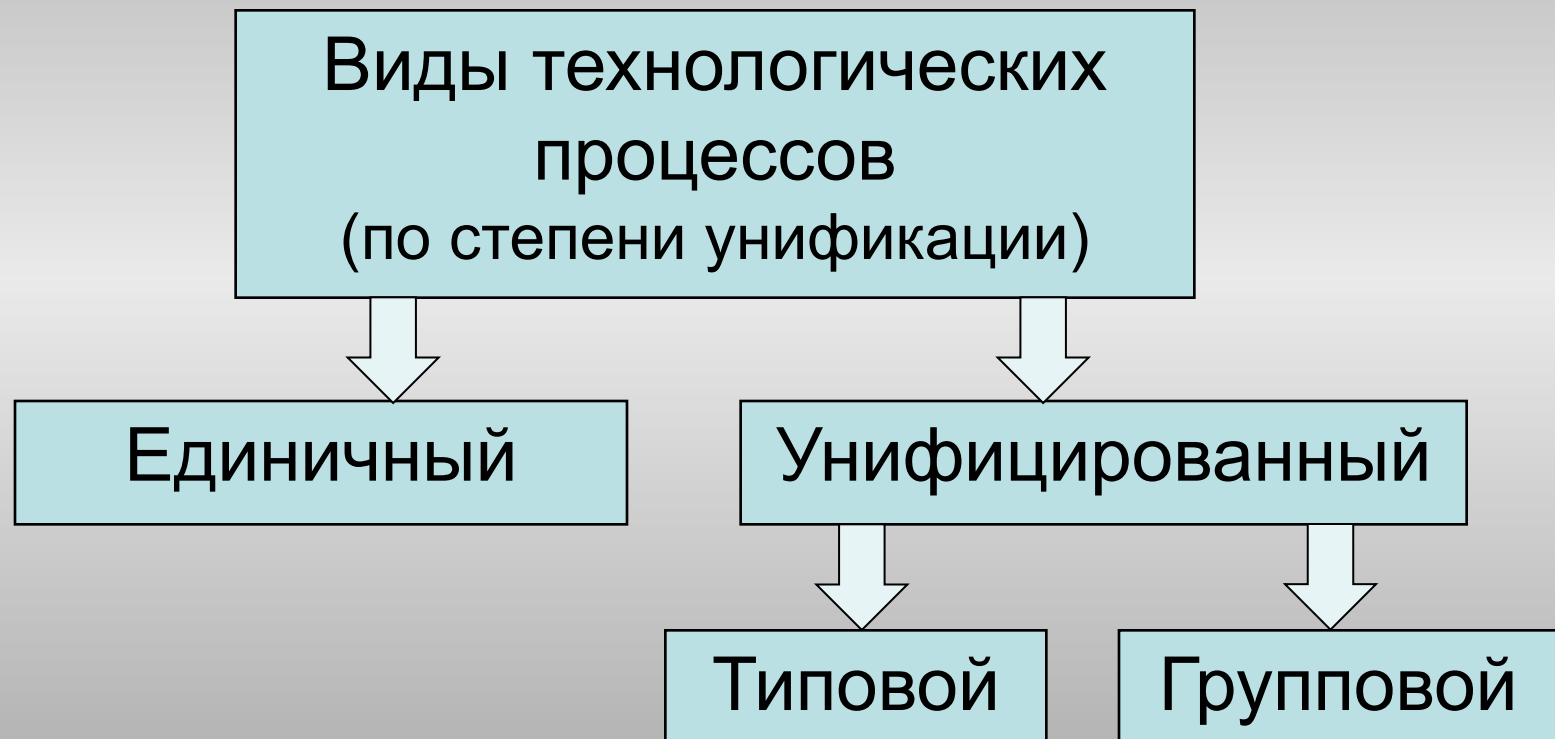 Виды технологических
процессов
(по степени унификации)
Единичный
Унифицированный
Типовой
Групповой